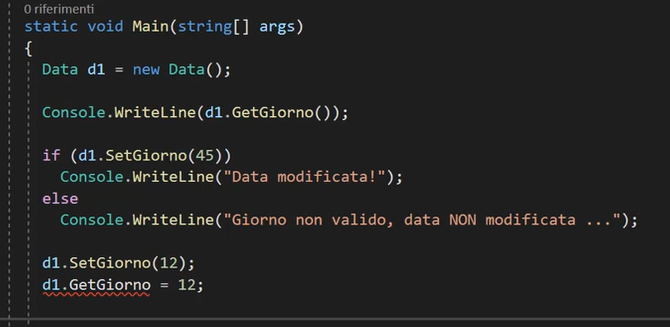 0 riferimenti
static void Main(string[] args)
{
Data d1 = new Data();
Console.WriteLine(d1.GetGiorno());
if (d1.SetGiorno(45))
Console.WriteLine("Data modificata!");
else
Console.WriteLine("Giorno non valido, data NON modificata ...");
d1.SetGiorno(12);
d1.GetGiorno = 12;